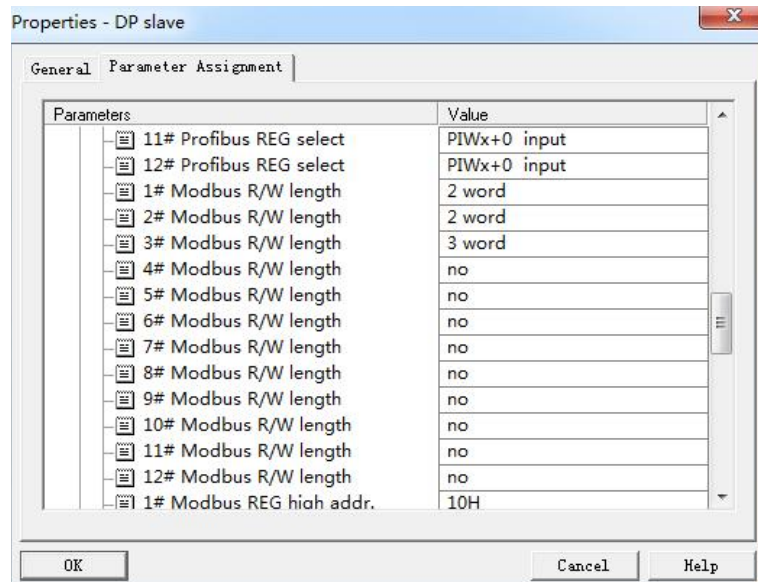 Properties - DP slave
General Parameter Assignment
Parameters Value
11# Profibus REG select PIWx+0 input
12# Profibus REG select PIWx+0 input
1# Modbus R/W length 2 word
2# Modbus R/W length 2 word
3# Modbus R/W length 3 word
4# Modbus R/W length no
5# Modbus R/W length no
6# Modbus R/W length no
7# Modbus R/W length no
8# Modbus R/W length no
9# Modbus R/W length no
10# Modbus R/W length no
11# Modbus R/W length no
12# Modbus R/W length no
1# Modbus REG high addr. 10H
OK Cancel Help